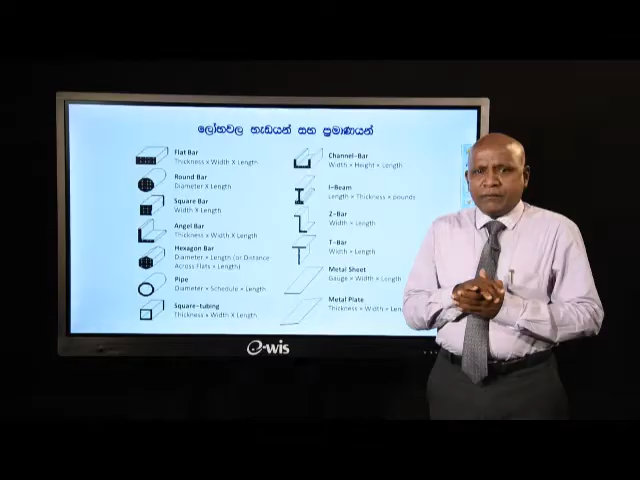 ලෝහවල හැඩයන් සහ ප්‍රමාණයන්
Flat Bar
Thickness × Width X Length
Round Bar
Diameter X Length
Square Bar
Width X Length
Angel Bar
Thickness × Width X Length
Hexagon Bar
Diameter × Length (or Distance
Across Flats × Length)
Pipe
Diameter × Schedule × Length
Square-tubing
Thickness × Width X Length
Channel-Bar
Width × Height × Length
I-Beam
Length × Thickness × pounds
Z-Bar
Width × Length
T-Bar
Width × Length
Metal Sheet
Gauge × Width × Length
Metal Plate
Thickness × Width ×
e-wis